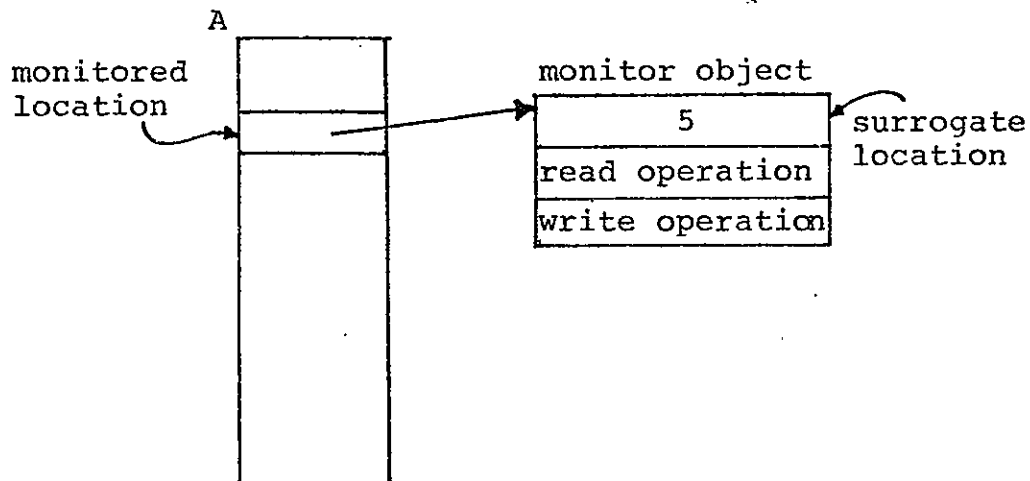 A
monitored
location
monitor object
5
surrogate
location
read operation
write operation